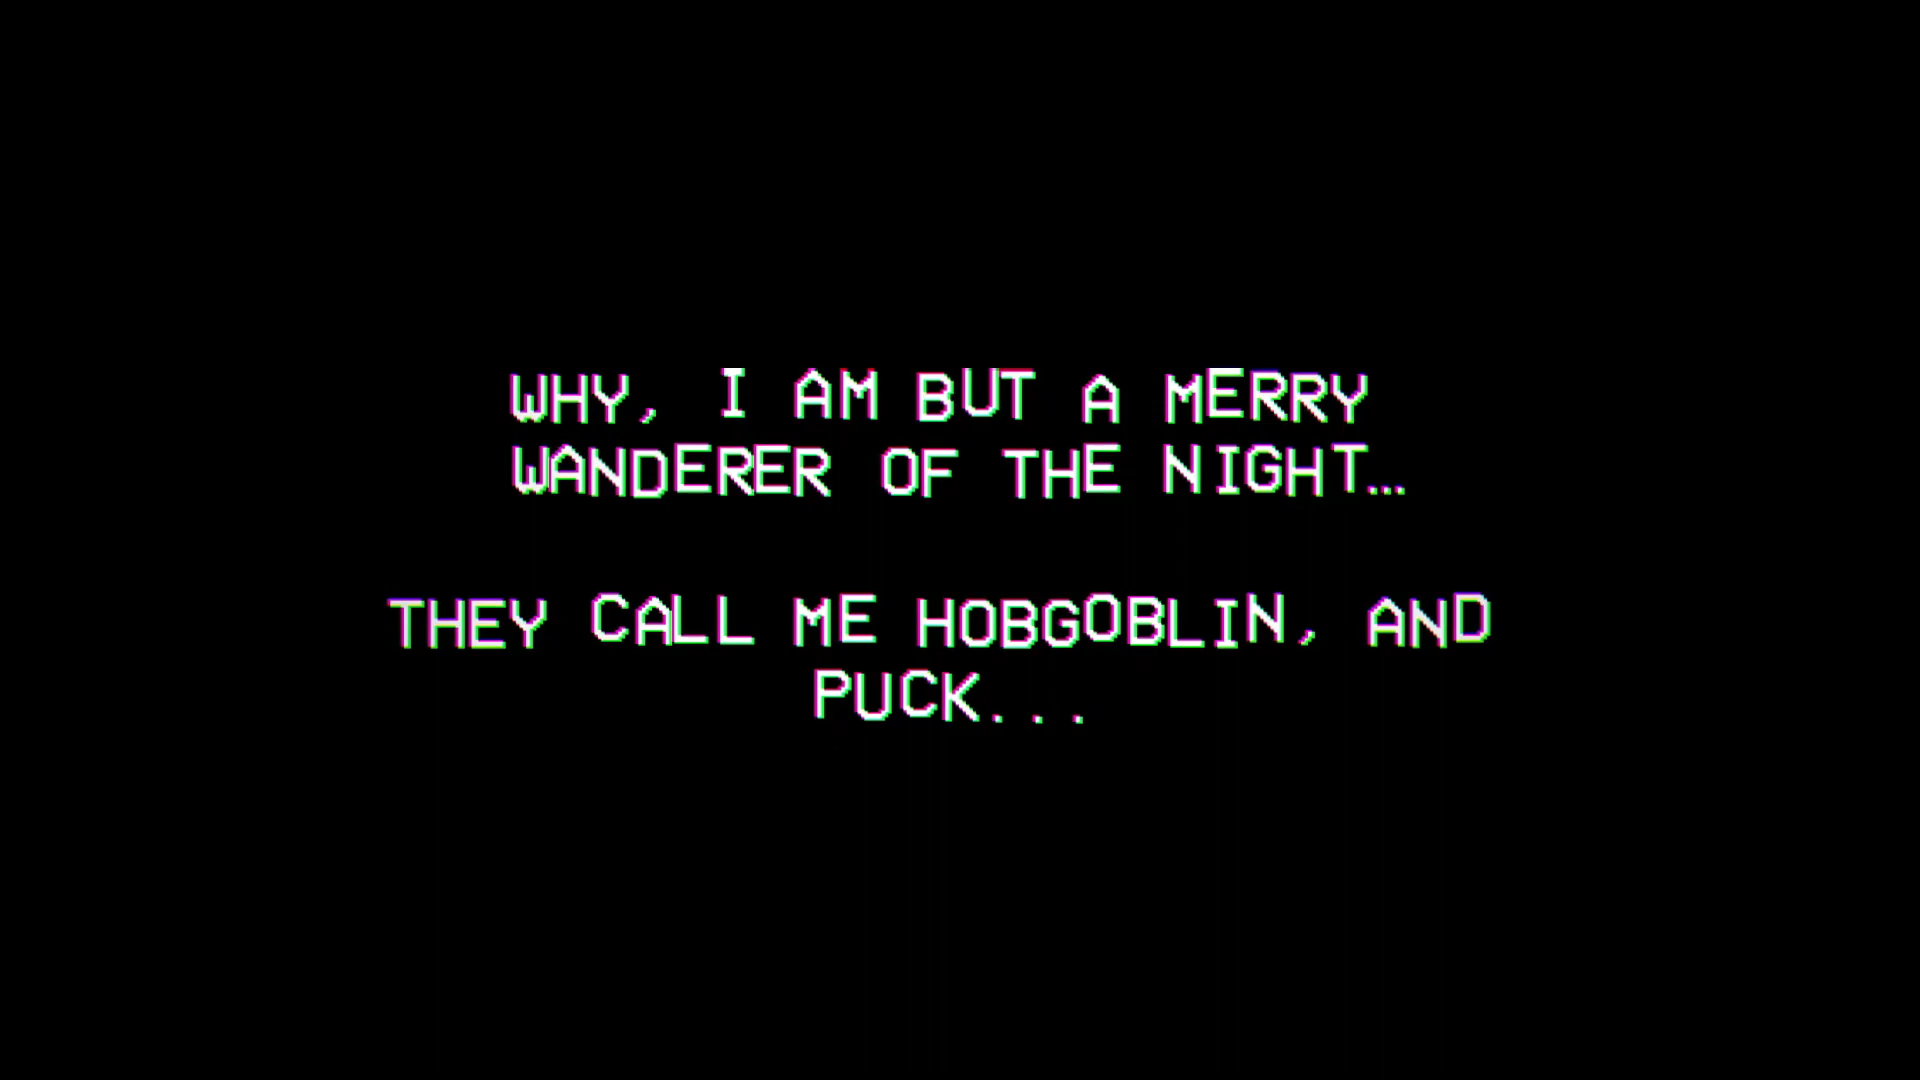 WHY, I AM BUT A MERRY
WANDERER OF THE NIGHT...
THEY CALL ME HOBGOBLIN, AND
PUCK...